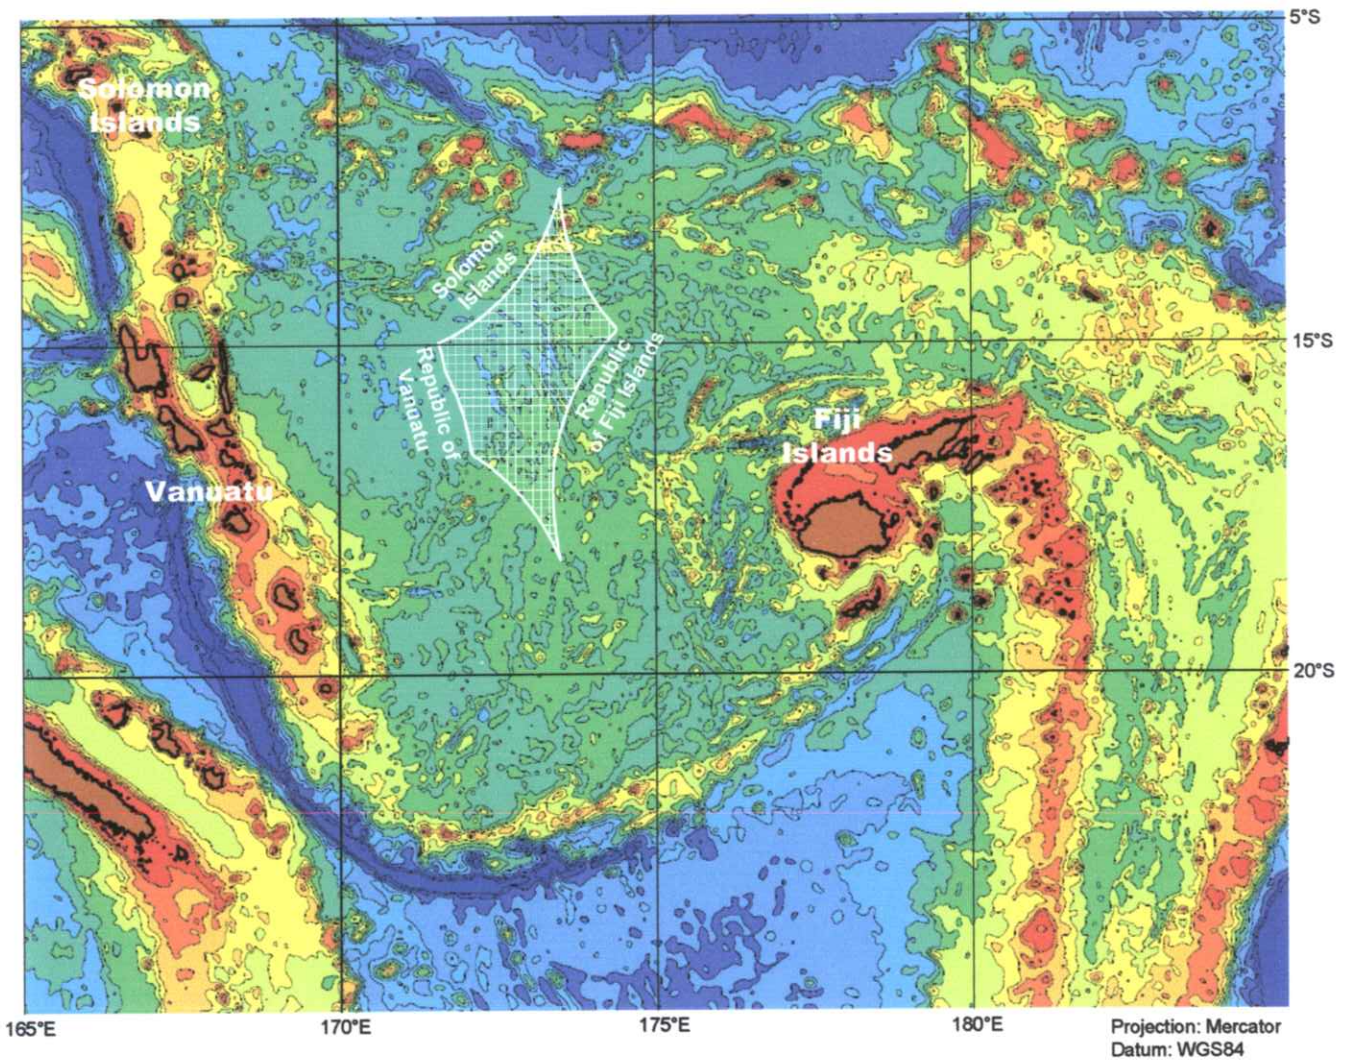 5°S
Solomon
Islands
Solomon
Islands
15°S
Republic of
Vanuatu
Republic
of Fiji Islands
Fiji
Islands
Vanuatu
20°S
165°E
170°E
175°E
180°E
Projection: Mercator
Datum: WGS84